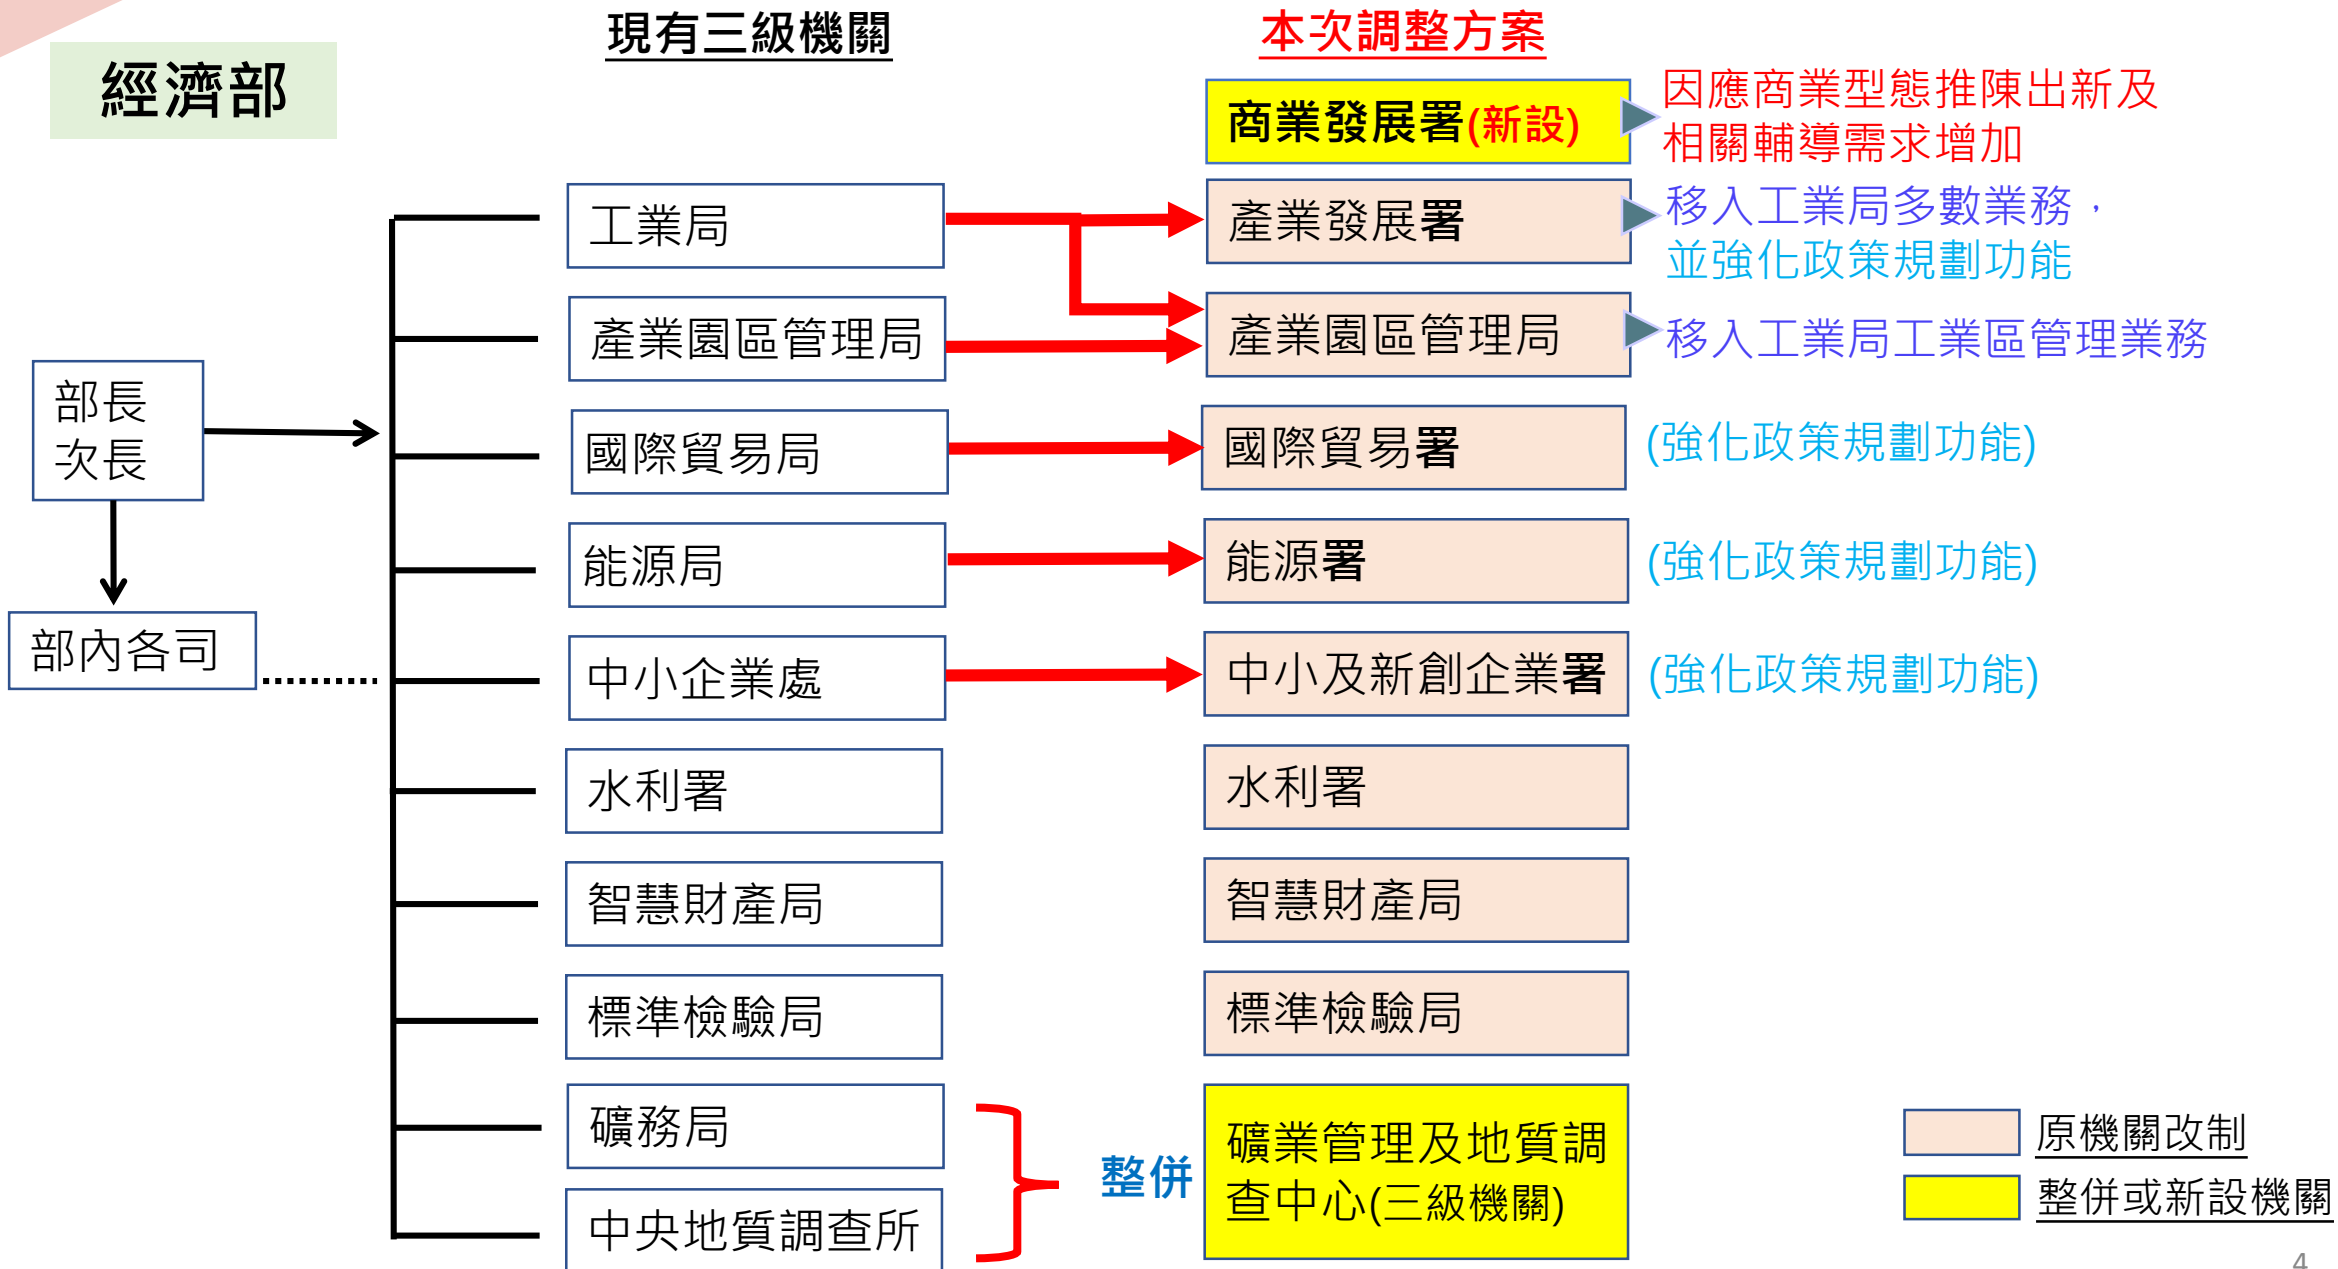 現有三級機關
本次調整方案
經濟部
商業發展署(新設)
因應商業型態推陳出新及
相關輔導需求增加
工業局
產業發展署
移入工業局多數業務，
並強化政策規劃功能
產業園區管理局
產業園區管理局
移入工業局工業區管理業務
部長
次長
國際貿易局
國際貿易署
(強化政策規劃功能)
能源局
能源署
(強化政策規劃功能)
部內各司
中小企業處
中小及新創企業署
(強化政策規劃功能)
水利署
水利署
智慧財產局
智慧財產局
標準檢驗局
標準檢驗局
礦務局
中央地質調查所
整併
礦業管理及地質調
查中心(三級機關)
原機關改制
整併或新設機關
4